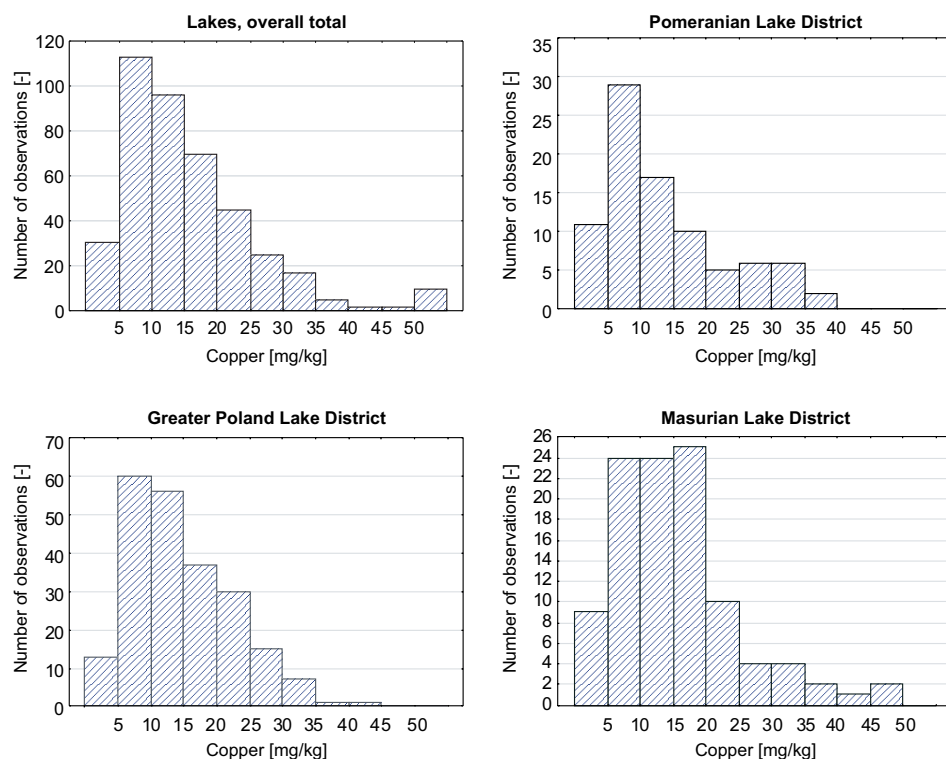 Lakes, overall total
120
100
80
60
40
20
0
Number of observations [-]
5 10 15 20 25 30 35 40 45 50
Copper [mg/kg]
Pomeranian Lake District
35
30
25
20
15
10
5
0
Number of observations [-]
5 10 15 20 25 30 35 40 45 50
Copper [mg/kg]
Greater Poland Lake District
70
60
50
40
30
20
10
0
Number of observations [-]
5 10 15 20 25 30 35 40 45 50
Copper [mg/kg]
Masurian Lake District
26
24
22
20
18
16
14
12
10
8
6
4
2
0
Number of observations [-]
5 10 15 20 25 30 35 40 45 50
Copper [mg/kg]